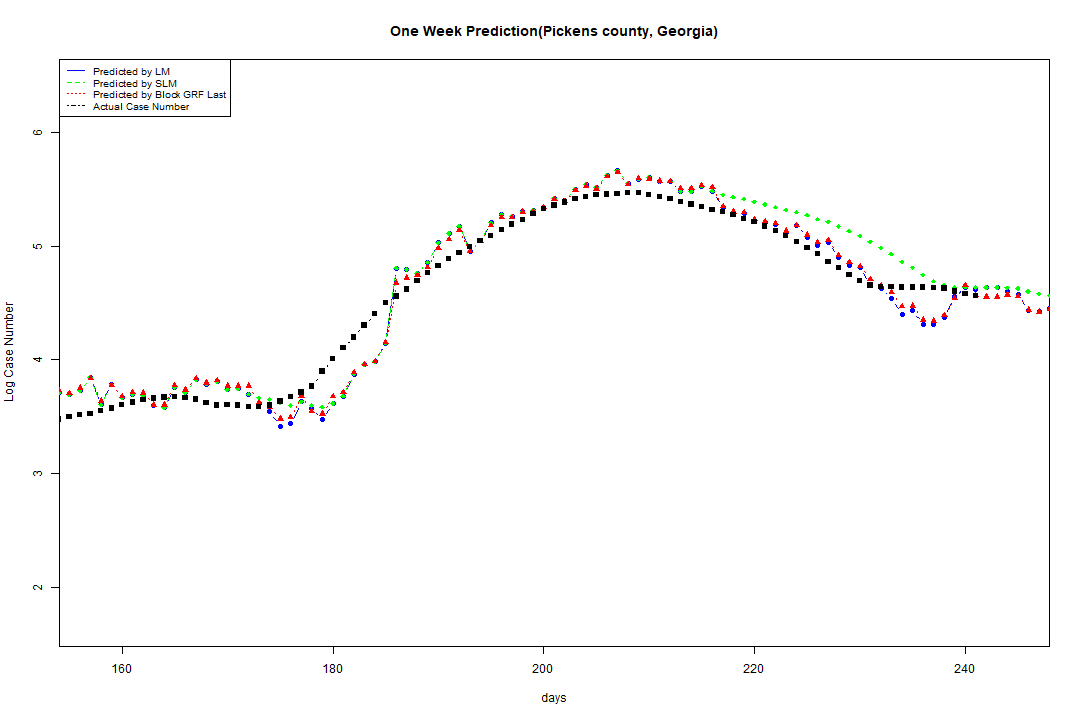 One Week Prediction(Pickens county, Georgia)
Predicted by LM
Predicted by SLM
Predicted by Block GRF Last
Actual Case Number
6
5
4
3
2
Log Case Number
160 180 200 220 240
days